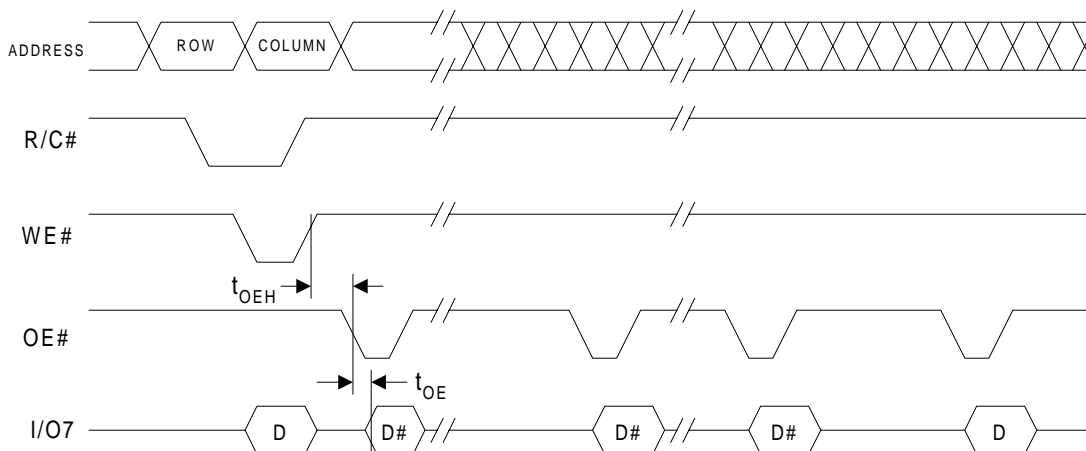 ADDRESS ROW COLUMN
R/C#
WE#
tOEH
OE#
tOE
I/O7 D D# D# D# D